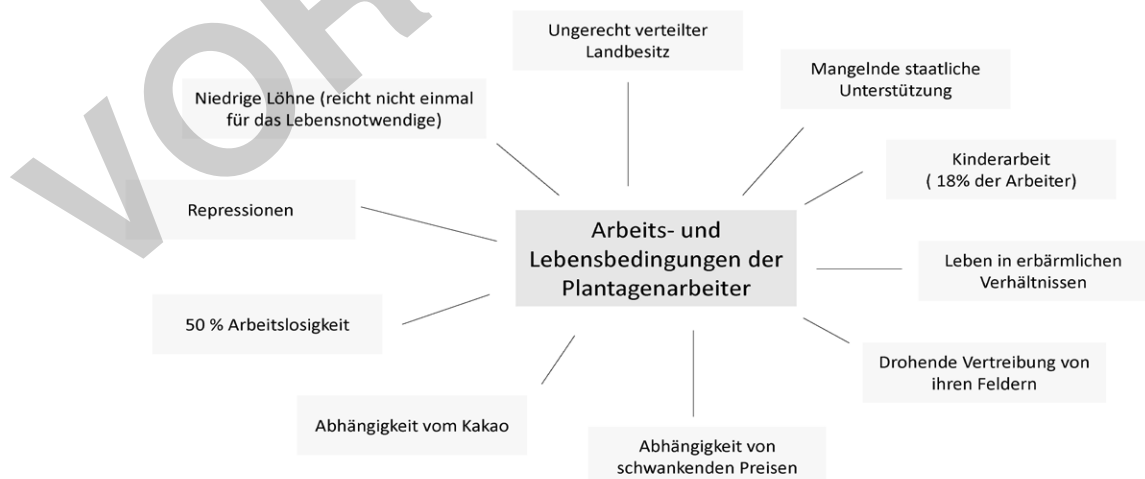 Ungerecht verteilter
Landbesitz
Mangelnde staatliche
Unterstützung
Niedrige Löhne (reicht nicht einmal
für das Lebensnotwendige)
Kinderarbeit
( 18% der Arbeiter)
Repressionen
Arbeits- und
Lebensbedingungen der
Plantagenarbeiter
Leben in erbärmlichen
Verhältnissen
50 % Arbeitslosigkeit
Drohende Vertreibung von
ihren Feldern
Abhängigkeit vom Kakao
Abhängigkeit von
schwankenden Preisen